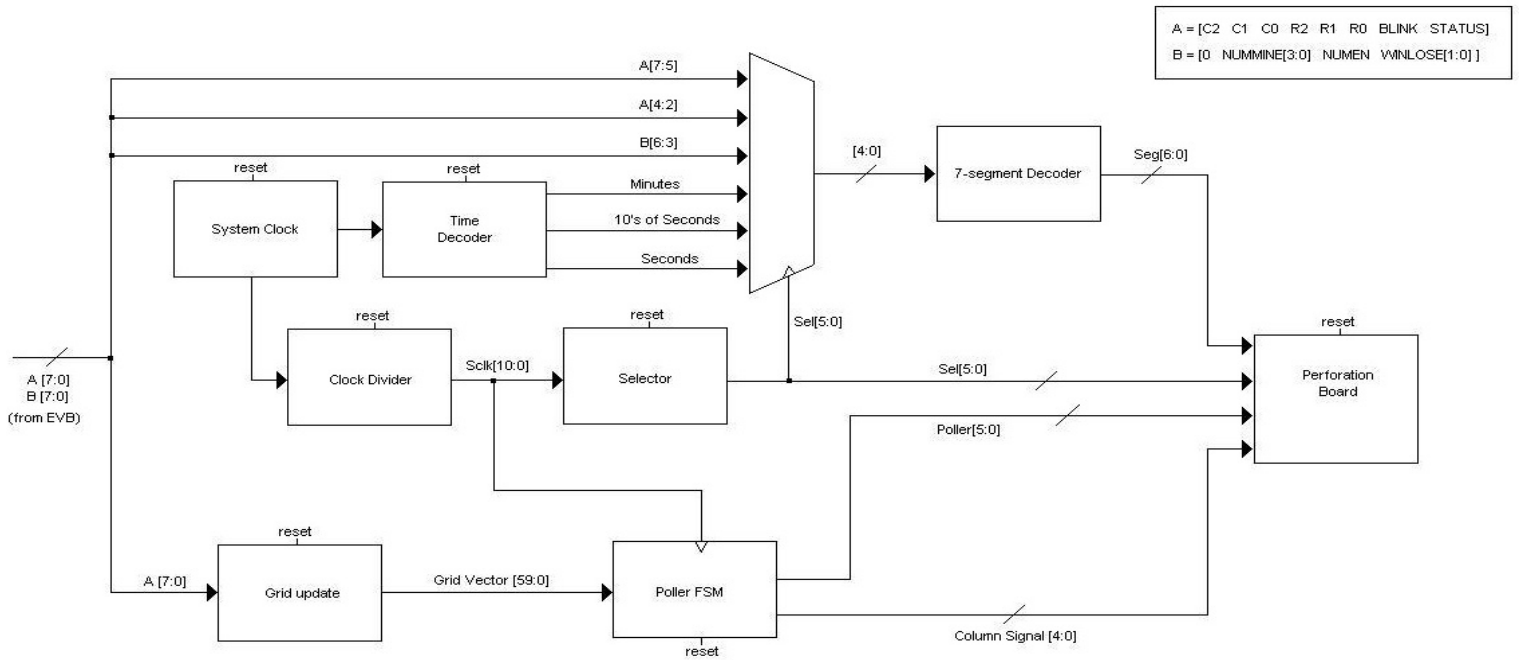 A = [C2 C1 C0 R2 R1 R0 BLINK STATUS]
B = [0 NUMMINE[3:0] NUMEN WINLOSE[1:0] ]
A[7:5]
A[4:2]
B[6:3]
reset
System Clock
reset
Time
Decoder
Minutes
10's of Seconds
Seconds
[4:0]
7-segment Decoder
Seg[6:0]
Sel[5:0]
reset
Clock Divider
Sclk[10:0]
reset
Selector
Sel[5:0]
reset
Perforation
Board
A [7:0]
B [7:0]
(from EVB)
Poller[5:0]
A [7:0]
reset
Grid update
Grid Vector [59:0]
Poller FSM
reset
Column Signal [4:0]